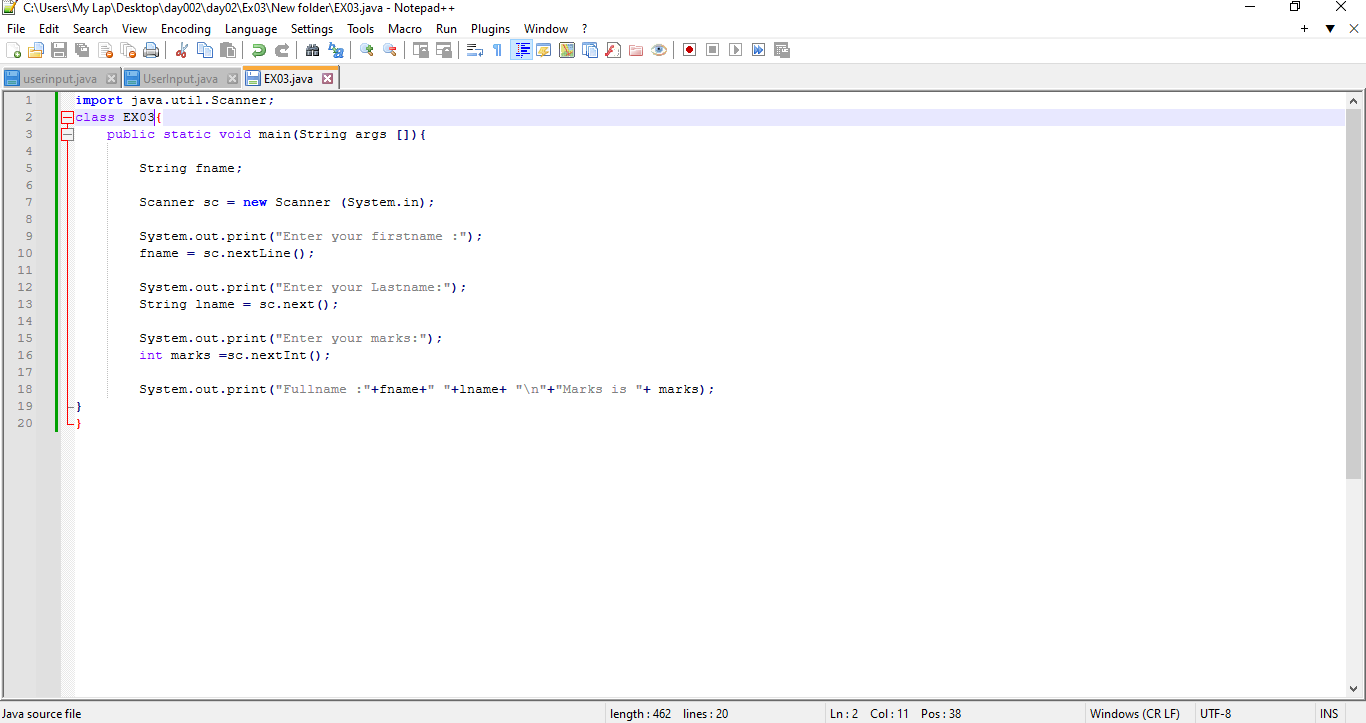 C:\Users\My Lap\Desktop\day002\day02\Ex03\New folder\EX03.java - Notepad++
File Edit Search View Encoding Language Settings Tools Macro Run Plugins Window ?
userinput.java UserInput.java EX03.java
1 import java.util.Scanner;
2 class EX03{
3 public static void main(String args []){
4
5 String fname;
6
7 Scanner sc = new Scanner (System.in);
8
9 System.out.print("Enter your firstname :");
10 fname = sc.nextLine();
11
12 System.out.print("Enter your Lastname:");
13 String lname = sc.next();
14
15 System.out.print("Enter your marks:");
16 int marks =sc.nextInt();
17
18 System.out.print("Fullname :"+fname+" "+lname+ "\n"+"Marks is "+ marks);
19 }
20 }
Java source file length : 462 lines : 20 Ln : 2 Col : 11 Pos : 38 Windows (CR LF) UTF-8 INS